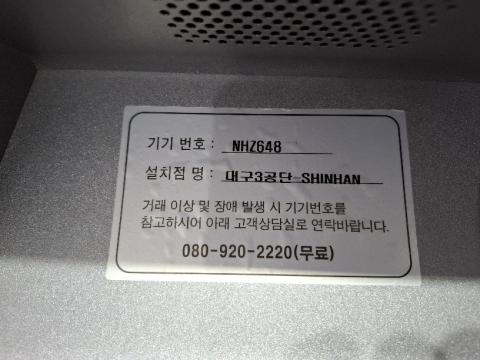 기기 번호 : NHZ648
설치점 명 : 대구3공단-SHINHAN
거래 이상 및 장애 발생 시 기기번호를
참고하시어 아래 고객상담실로 연락바랍니다.
080-920-2220(무료)